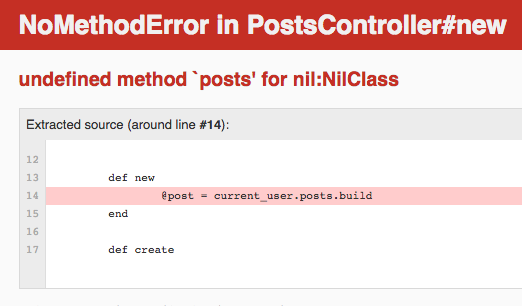 NoMethodError in PostsController#new
undefined method `posts' for nil:NilClass
Extracted source (around line #14):
12
13 def new
14 @post = current_user.posts.build
15 end
16
17 def create